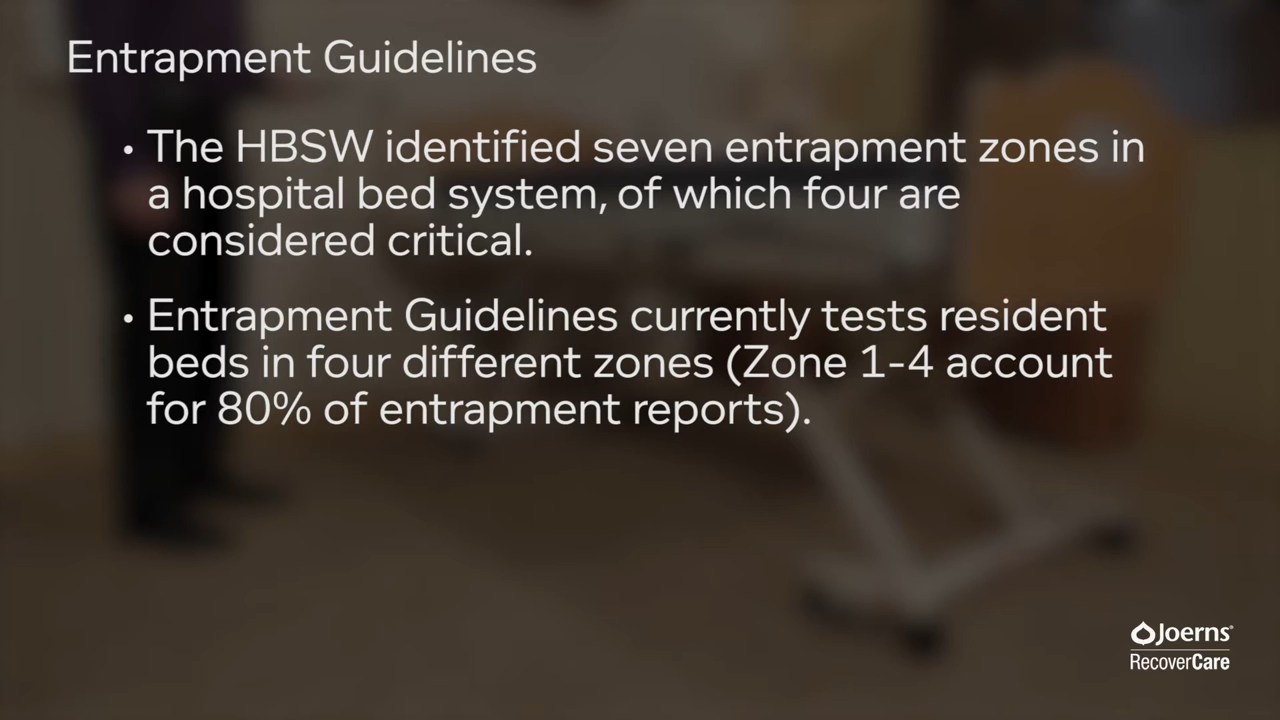 Entrapment Guidelines
• The HBSW identified seven entrapment zones in
a hospital bed system, of which four are
considered critical.
• Entrapment Guidelines currently tests resident
beds in four different zones (Zone 1-4 account
for 80% of entrapment reports).
Joerns®
RecoverCare